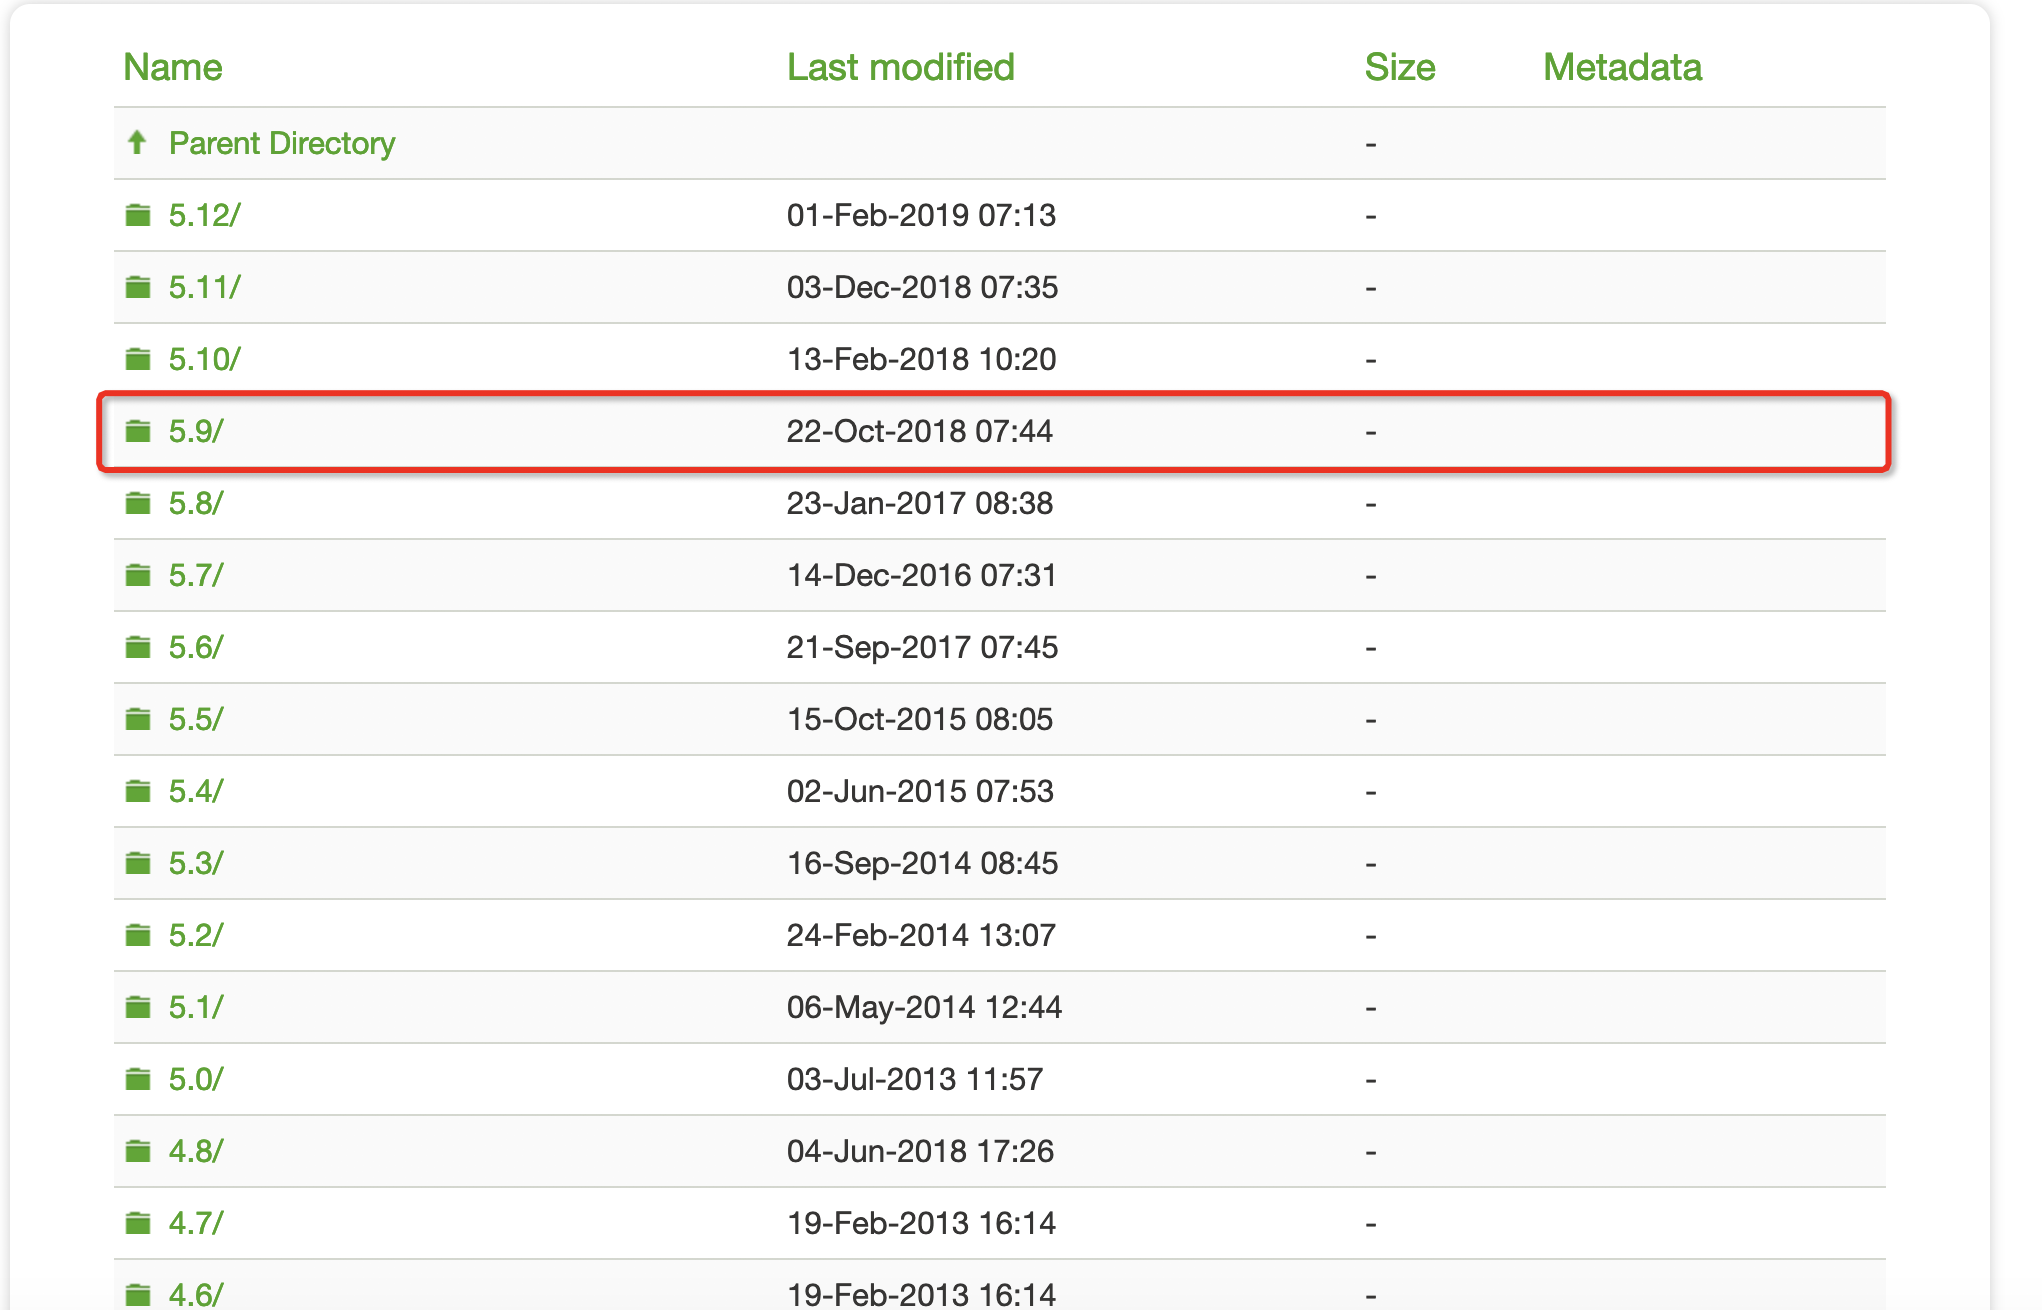 Name Last modified Size Metadata
Parent Directory -
5.12/ 01-Feb-2019 07:13 -
5.11/ 03-Dec-2018 07:35 -
5.10/ 13-Feb-2018 10:20 -
5.9/ 22-Oct-2018 07:44 -
5.8/ 23-Jan-2017 08:38 -
5.7/ 14-Dec-2016 07:31 -
5.6/ 21-Sep-2017 07:45 -
5.5/ 15-Oct-2015 08:05 -
5.4/ 02-Jun-2015 07:53 -
5.3/ 16-Sep-2014 08:45 -
5.2/ 24-Feb-2014 13:07 -
5.1/ 06-May-2014 12:44 -
5.0/ 03-Jul-2013 11:57 -
4.8/ 04-Jun-2018 17:26 -
4.7/ 19-Feb-2013 16:14 -
4.6/ 19-Feb-2013 16:14 -